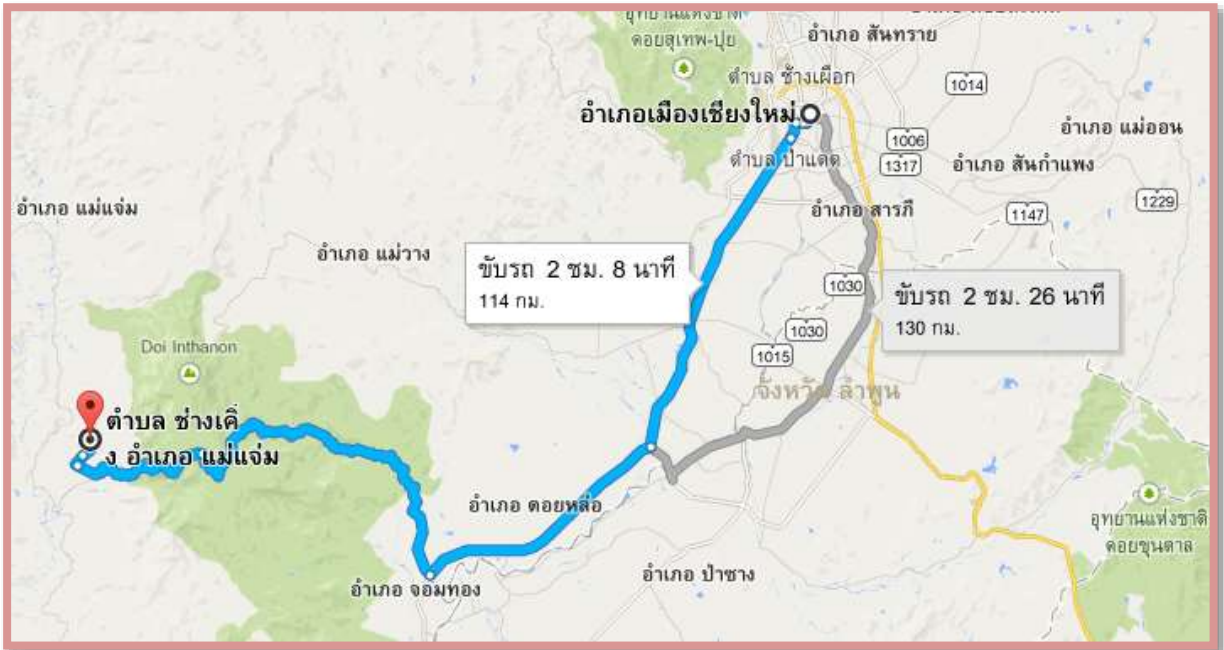 อุทยานแห่งชาติ
ดอยสุเทพ-ปุย
อำเภอ สันทราย
ตำบล ช้างเผือก
1014
อำเภอเมืองเชียงใหม่
1006
อำเภอ แม่ออน
ตำบล ป่าแดด
1317
อำเภอ สันกำแพง
1229
อำเภอ แม่แจ่ม
อำเภอ สารภี
1147
อำเภอ แม่วาง
ขับรถ 2 ชม. 8 นาที
114 กม.
1030
ขับรถ 2 ชม. 26 นาที
130 กม.
1030
1015
Doi Inthanon
จังหวัด ลำพูน
ตำบล ช่างเคิ่
ง อำเภอ แม่แจ่ม
อำเภอ ดอยหล่อ
อุทยานแห่งชาติ
ดอยขุนตาล
อำเภอ ป่าซาง
อำเภอ จอมทอง